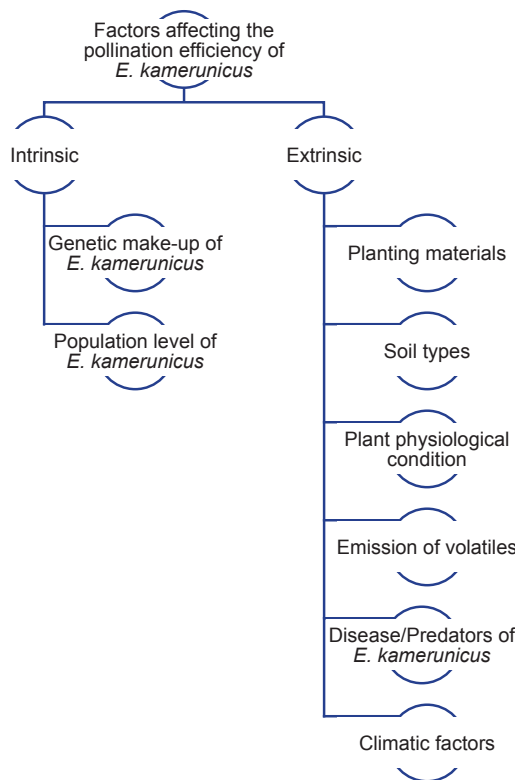 Factors affecting the
pollination efficiency of
E. kamerunicus
Intrinsic
Extrinsic
Genetic make-up of
E. kamerunicus
Population level of
E. kamerunicus
Planting materials
Soil types
Plant physiological
condition
Emission of volatiles
Disease/Predators of
E. kamerunicus
Climatic factors